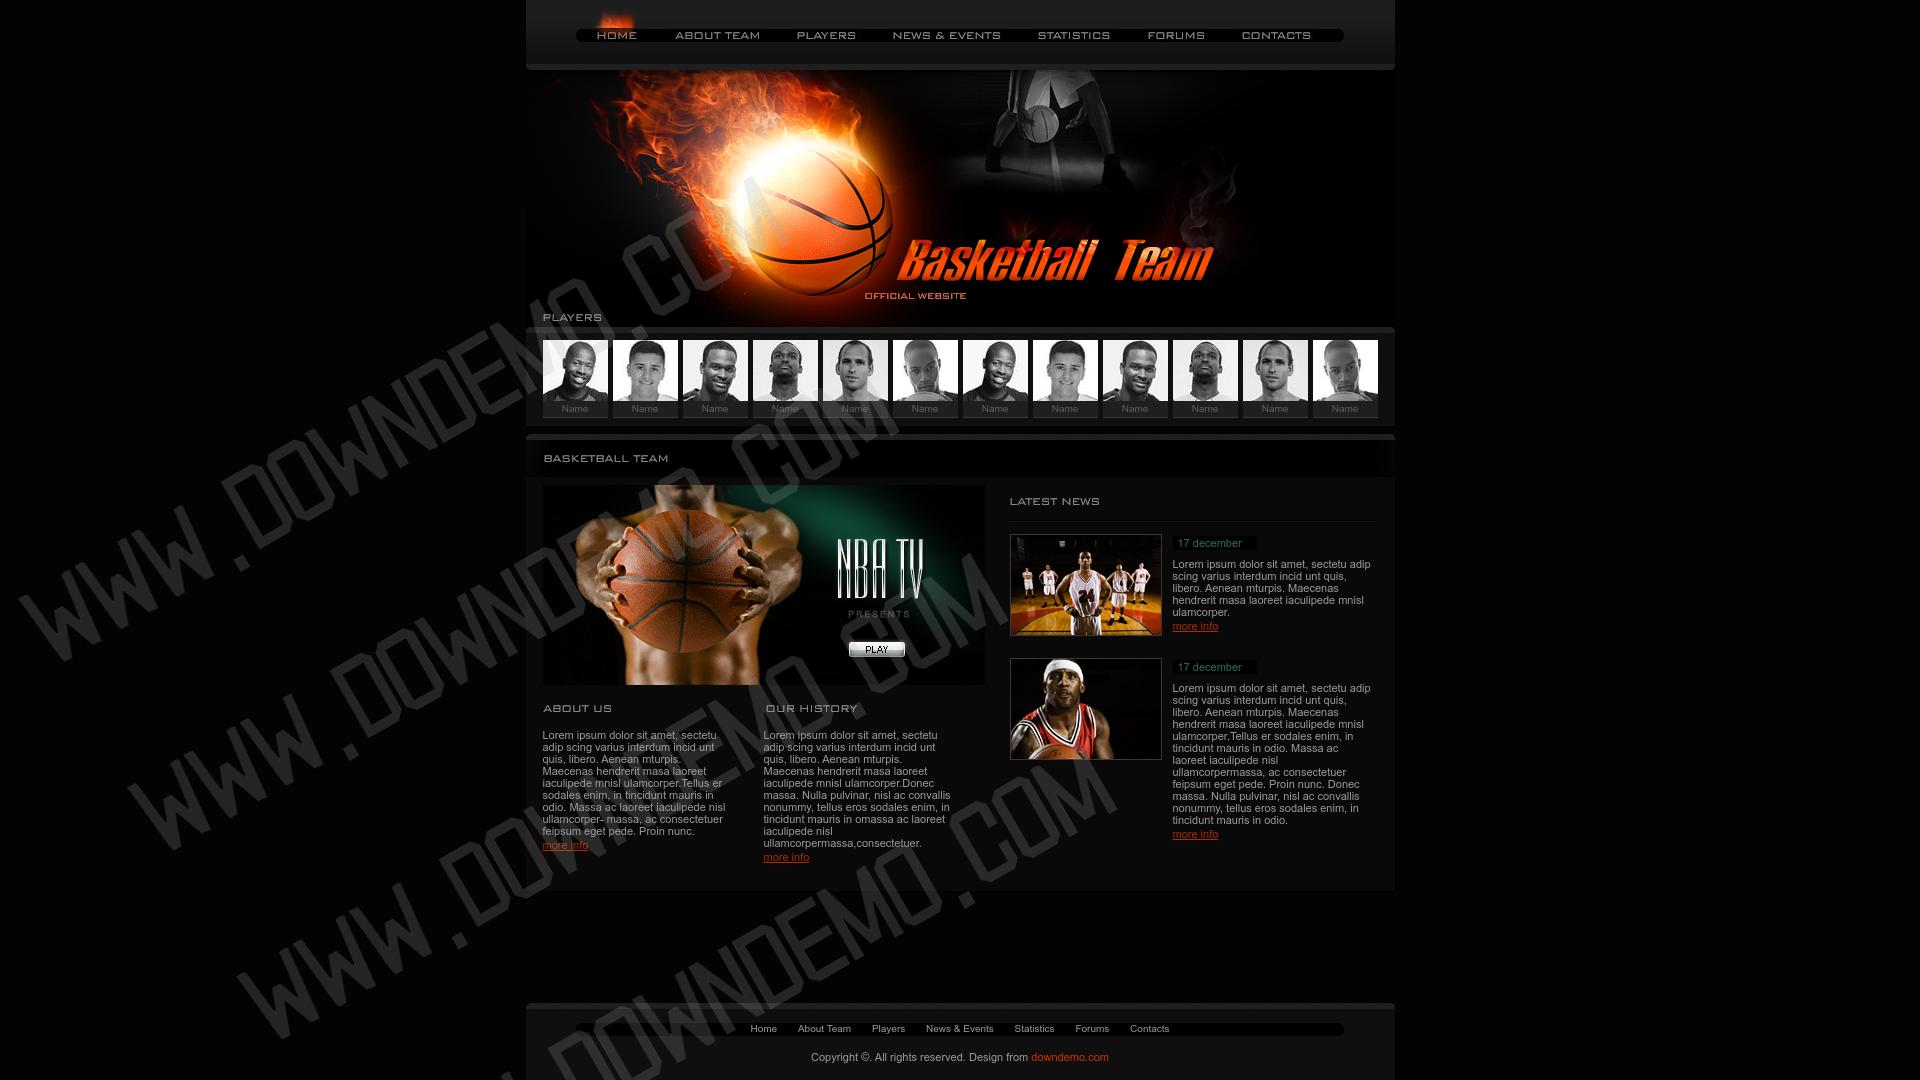 HOME ABOUT TEAM PLAYERS NEWS & EVENTS STATISTICS FORUMS CONTACTS
Basketball Team
OFFICIAL WEBSITE
PLAYERS
Name Name Name Name Name Name Name Name Name Name Name Name
BASKETBALL TEAM
NBA TV
PRESENTS
PLAY
ABOUT US
Lorem ipsum dolor sit amet, sectetu
adip scing varius interdum incid unt
quis, libero. Aenean mturpis.
Maecenas hendrerit masa laoreet
iaculipede mnisl ulamcorper.Tellus er
sodales enim, in tincidunt mauris in
odio. Massa ac laoreet iaculipede nisl
ullamcorper- massa, ac consectetuer
feipsum eget pede. Proin nunc.
more info
OUR HISTORY
Lorem ipsum dolor sit amet, sectetu
adip scing varius interdum incid unt
quis, libero. Aenean mturpis.
Maecenas hendrerit masa laoreet
iaculipede mnisl ulamcorper.Donec
massa. Nulla pulvinar, nisl ac convallis
nonummy, tellus eros sodales enim, in
tincidunt mauris in omassa ac laoreet
iaculipede nisl
ullamcorpermassa,consectetuer.
more info
LATEST NEWS
17 december
Lorem ipsum dolor sit amet, sectetu adip
scing varius interdum incid unt quis,
libero. Aenean mturpis. Maecenas
hendrerit masa laoreet iaculipede mnisl
ulamcorper.
more info
24
17 december
Lorem ipsum dolor sit amet, sectetu adip
scing varius interdum incid unt quis,
libero. Aenean mturpis. Maecenas
hendrerit masa laoreet iaculipede mnisl
ulamcorper.Tellus er sodales enim, in
tincidunt mauris in odio. Massa ac
laoreet iaculipede nisl
ullamcorpermassa, ac consectetuer
feipsum eget pede. Proin nunc. Donec
massa. Nulla pulvinar, nisl ac convallis
nonummy, tellus eros sodales enim, in
tincidunt mauris in odio.
more info
Home About Team Players News & Events Statistics Forums Contacts
Copyright ©. All rights reserved. Design from downdemo.com
WWW.DOWNDEMO.COM
WWW.DOWNDEMO.COM
WWW.DOWNDEMO.COM
.DOWNDEMO.COM